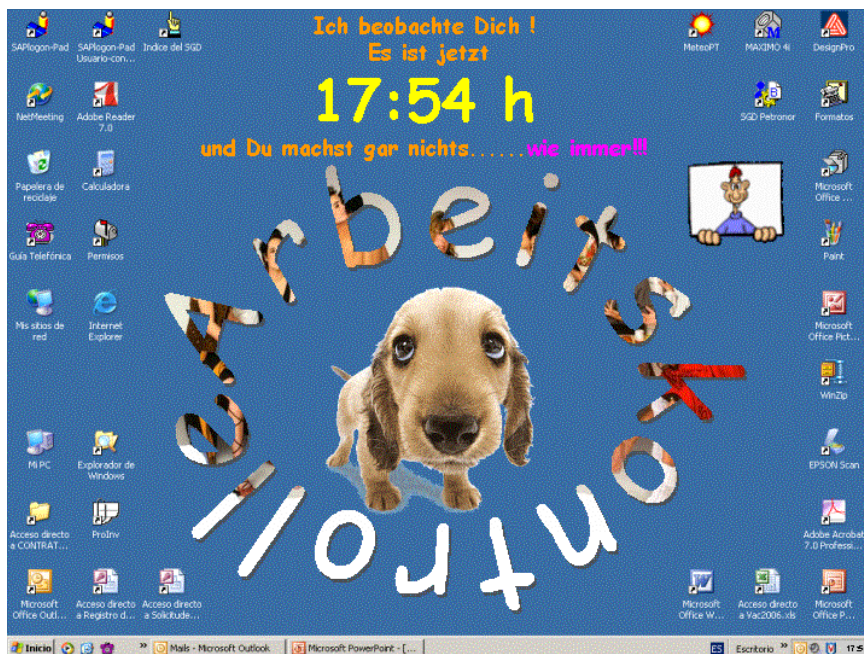 Ich beobachte Dich !
Es ist jetzt
17:54 h
und Du machst gar nichts......wie immer!!!
Arbeitskontrolle
SAPlogon-Pad
SAPlogon-Pad
Usuario-con...
Indice del SGD
MeteoPT
MAXIMO 4i
DesignPro
NetMeeting
Adobe Reader
7.0
SGD Petronor
Formatos
Papelera de
reciclaje
Calculadora
Microsoft
Office ...
Guía Telefónica
Permisos
Paint
Mis sitios de
red
Internet
Explorer
Microsoft
Office Pict...
WinZip
Mi PC
Explorador de
Windows
EPSON Scan
Acceso directo
a CONTRAT...
ProInv
Adobe Acrobat
7.0 Professi...
Microsoft
Office Outl...
Acceso directo
a Registro d...
Acceso directo
a Solicitude...
Microsoft
Office W...
Acceso directo
a Vac2006.xls
Microsoft
Office P...
Inicio
Mails - Microsoft Outlook
Microsoft PowerPoint - [...
ES
Escritorio
17:5